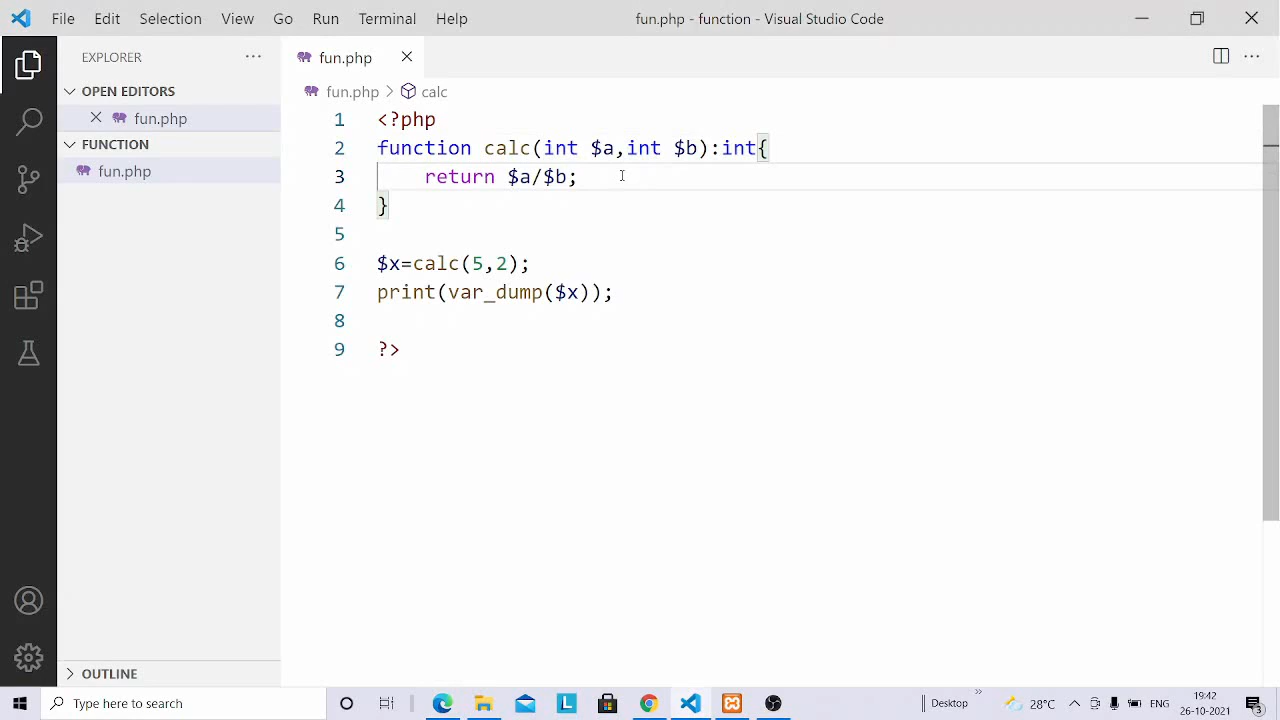 File Edit Selection View Go Run Terminal Help fun.php - function - Visual Studio Code
EXPLORER
fun.php
OPEN EDITORS
fun.php > calc
fun.php
1 <?php
FUNCTION
2 function calc(int $a,int $b):int{
fun.php
3 return $a/$b;
4 }
5
6 $x=calc(5,2);
7 print(var_dump($x));
8
9 ?>
OUTLINE
Type here to search
L
Desktop
28°C
ENG
19:42
26-10-2021
3